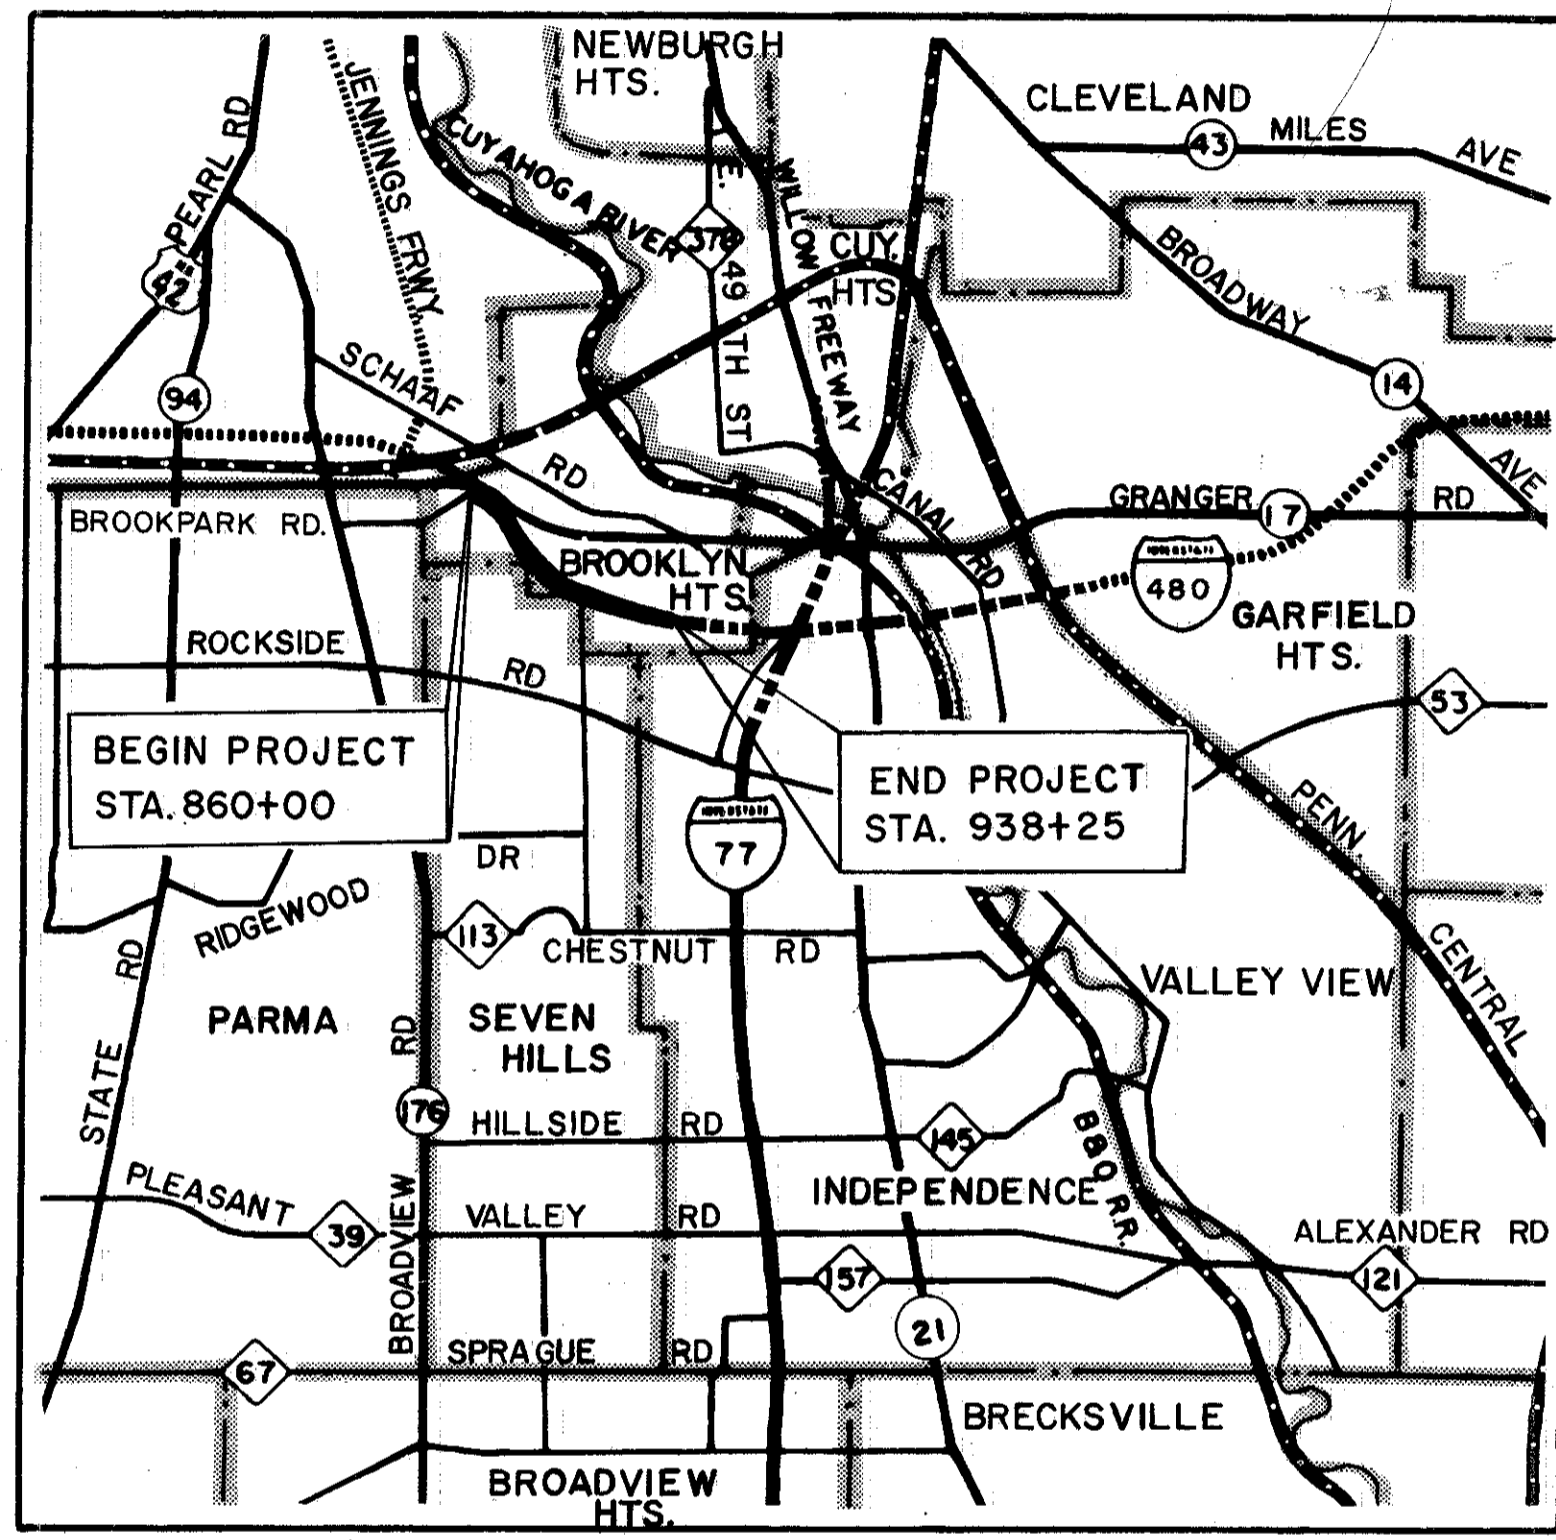 NEWBURGH
HTS.
CLEVELAND
43
MILES
AVE
JENNINGS FRWY
PEARL RD
42
CUYAHOGA RIVER
E. 49TH ST
376
WILLOW FREEWAY
CUY.
HTS
BROADWAY
AVE
14
94
SCHAAF
RD
CANAL RD
GRANGER
17
RD
BROOKPARK RD.
BROOKLYN
HTS.
INTERSTATE
480
GARFIELD
HTS.
ROCKSIDE
RD
53
BEGIN PROJECT
STA. 860+00
END PROJECT
STA. 938+25
INTERSTATE
77
PENN.
CENTRAL
DR
RIDGEWOOD
113
CHESTNUT
RD
VALLEY VIEW
STATE
RD
PARMA
SEVEN
HILLS
RD
176
HILLSIDE
RD
145
B&O R.R.
PLEASANT
39
VALLEY
RD
INDEPENDENCE
ALEXANDER RD
BROADVIEW
157
121
21
SPRAGUE
RD
67
BRECKSVILLE
BROADVIEW
HTS.